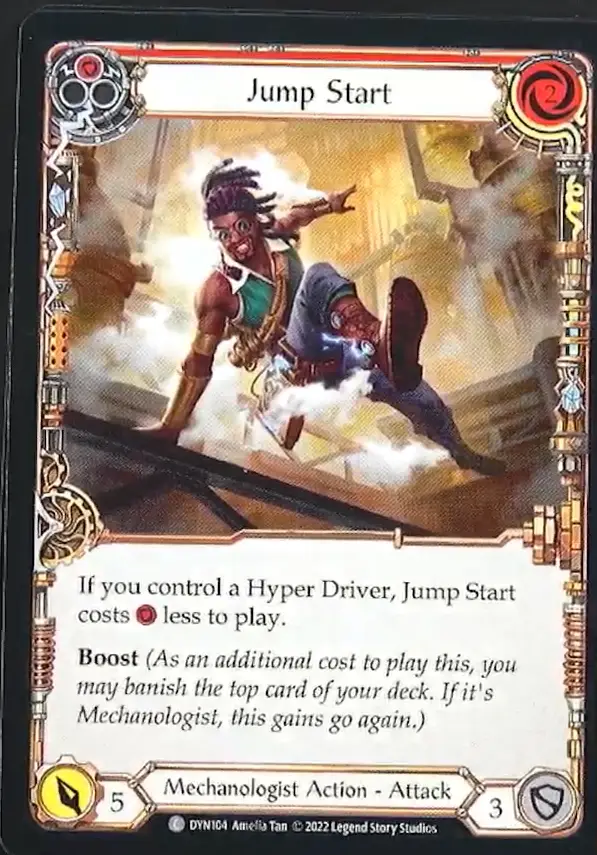 Jump Start
2
If you control a Hyper Driver, Jump Start
costs less to play.
Boost (As an additional cost to play this, you
may banish the top card of your deck. If it's
Mechanologist, this gains go again.)
5
Mechanologist Action - Attack
3
C DYN104 Amelia Tan © 2022 Legend Story Studios